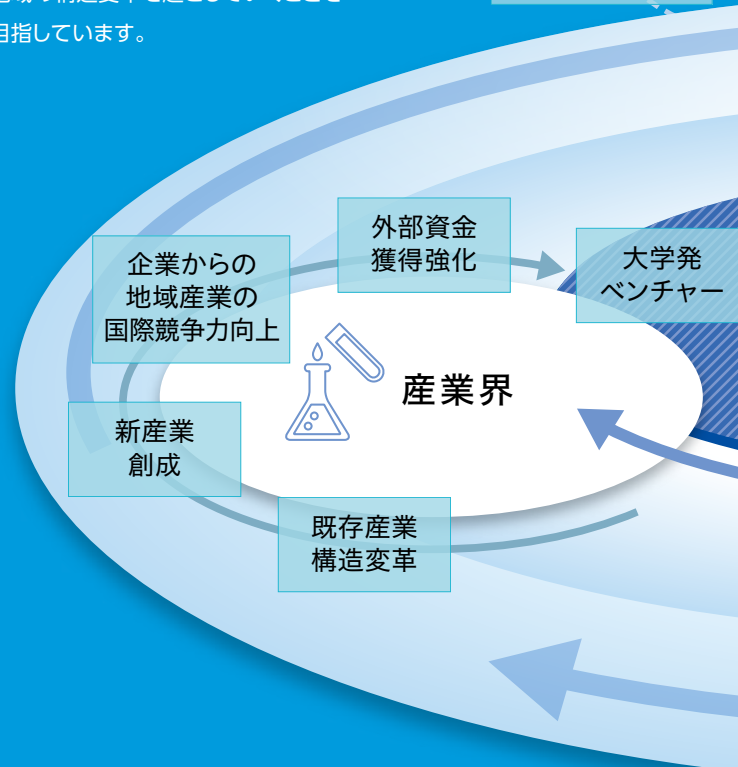 目指しています。
外部資金
獲得強化
企業からの
地域産業の
国際競争力向上
大学発
ベンチャー
産業界
新産業
創成
既存産業
構造変革